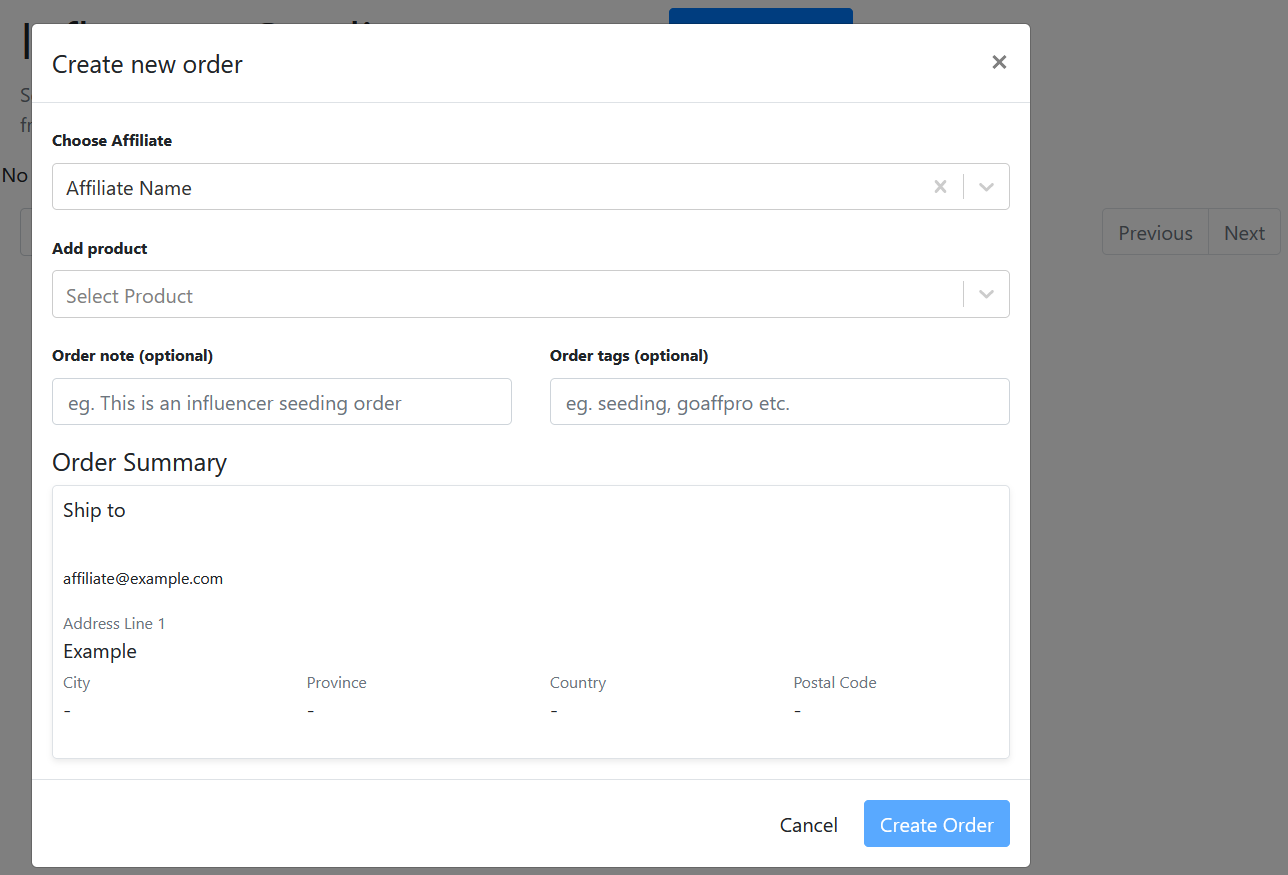 Create new order
Choose Affiliate
Affiliate Name
Add product
Select Product
Order note (optional)
Order tags (optional)
eg. This is an influencer seeding order
eg. seeding, goaffpro etc.
Order Summary
Ship to
affiliate@example.com
Address Line 1
Example
City
Province
Country
Postal Code
-
-
-
-
Cancel
Create Order
No
Previous
Next